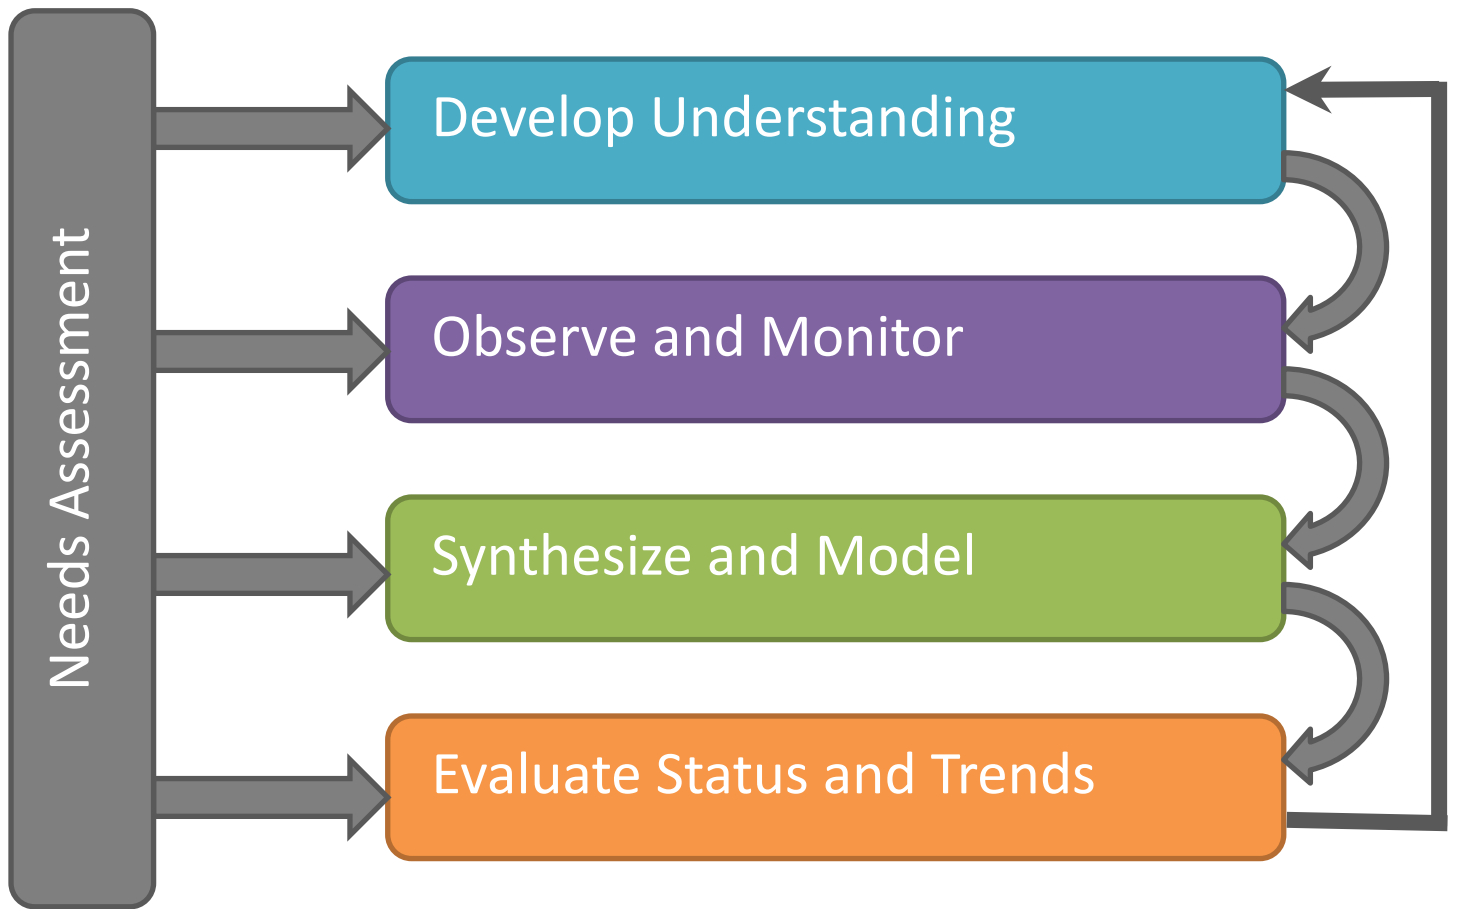 Needs Assessment
Develop Understanding
Observe and Monitor
Synthesize and Model
Evaluate Status and Trends